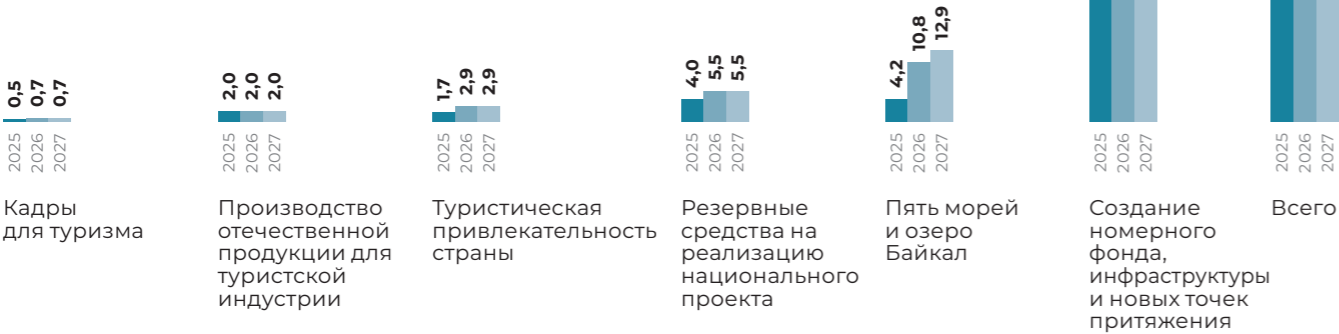 0,5 0,7 0,7
2025 2026 2027
Кадры
для туризма
2,0 2,0 2,0
2025 2026 2027
Производство
отечественной
продукции для
туристской
индустрии
1,7 2,9 2,9
2025 2026 2027
Туристическая
привлекательность
страны
4,0 5,5 5,5
2025 2026 2027
Резервные
средства на
реализацию
национального
проекта
4,2 10,8 12,9
2025 2026 2027
Пять морей
и озеро
Байкал
2025 2026 2027
Создание
номерного
фонда,
инфраструктуры
и новых точек
притяжения
2025 2026 2027
Всего